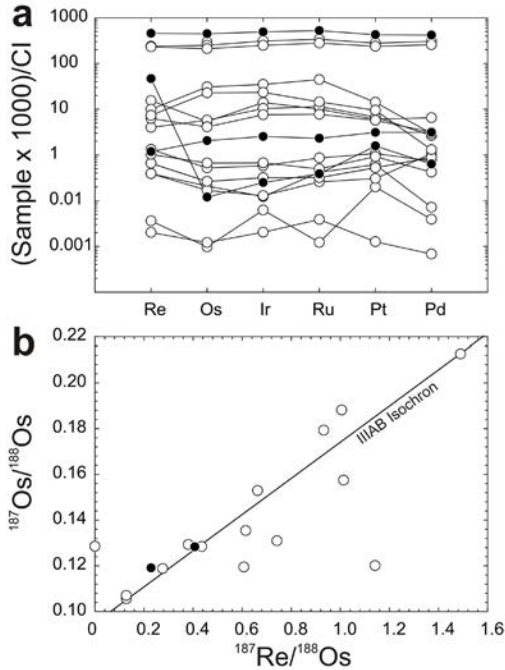 a
(Sample x 1000)/CI
1000
100
10
1
0.1
0.01
0.001
Re Os Ir Ru Pt Pd
b
¹⁸⁷Os/¹⁸⁸Os
0.22
0.20
0.18
0.16
0.14
0.12
0.10
IIIAB Isochron
0 0.2 0.4 0.6 0.8 1.0 1.2 1.4 1.6
¹⁸⁷Re/¹⁸⁸Os